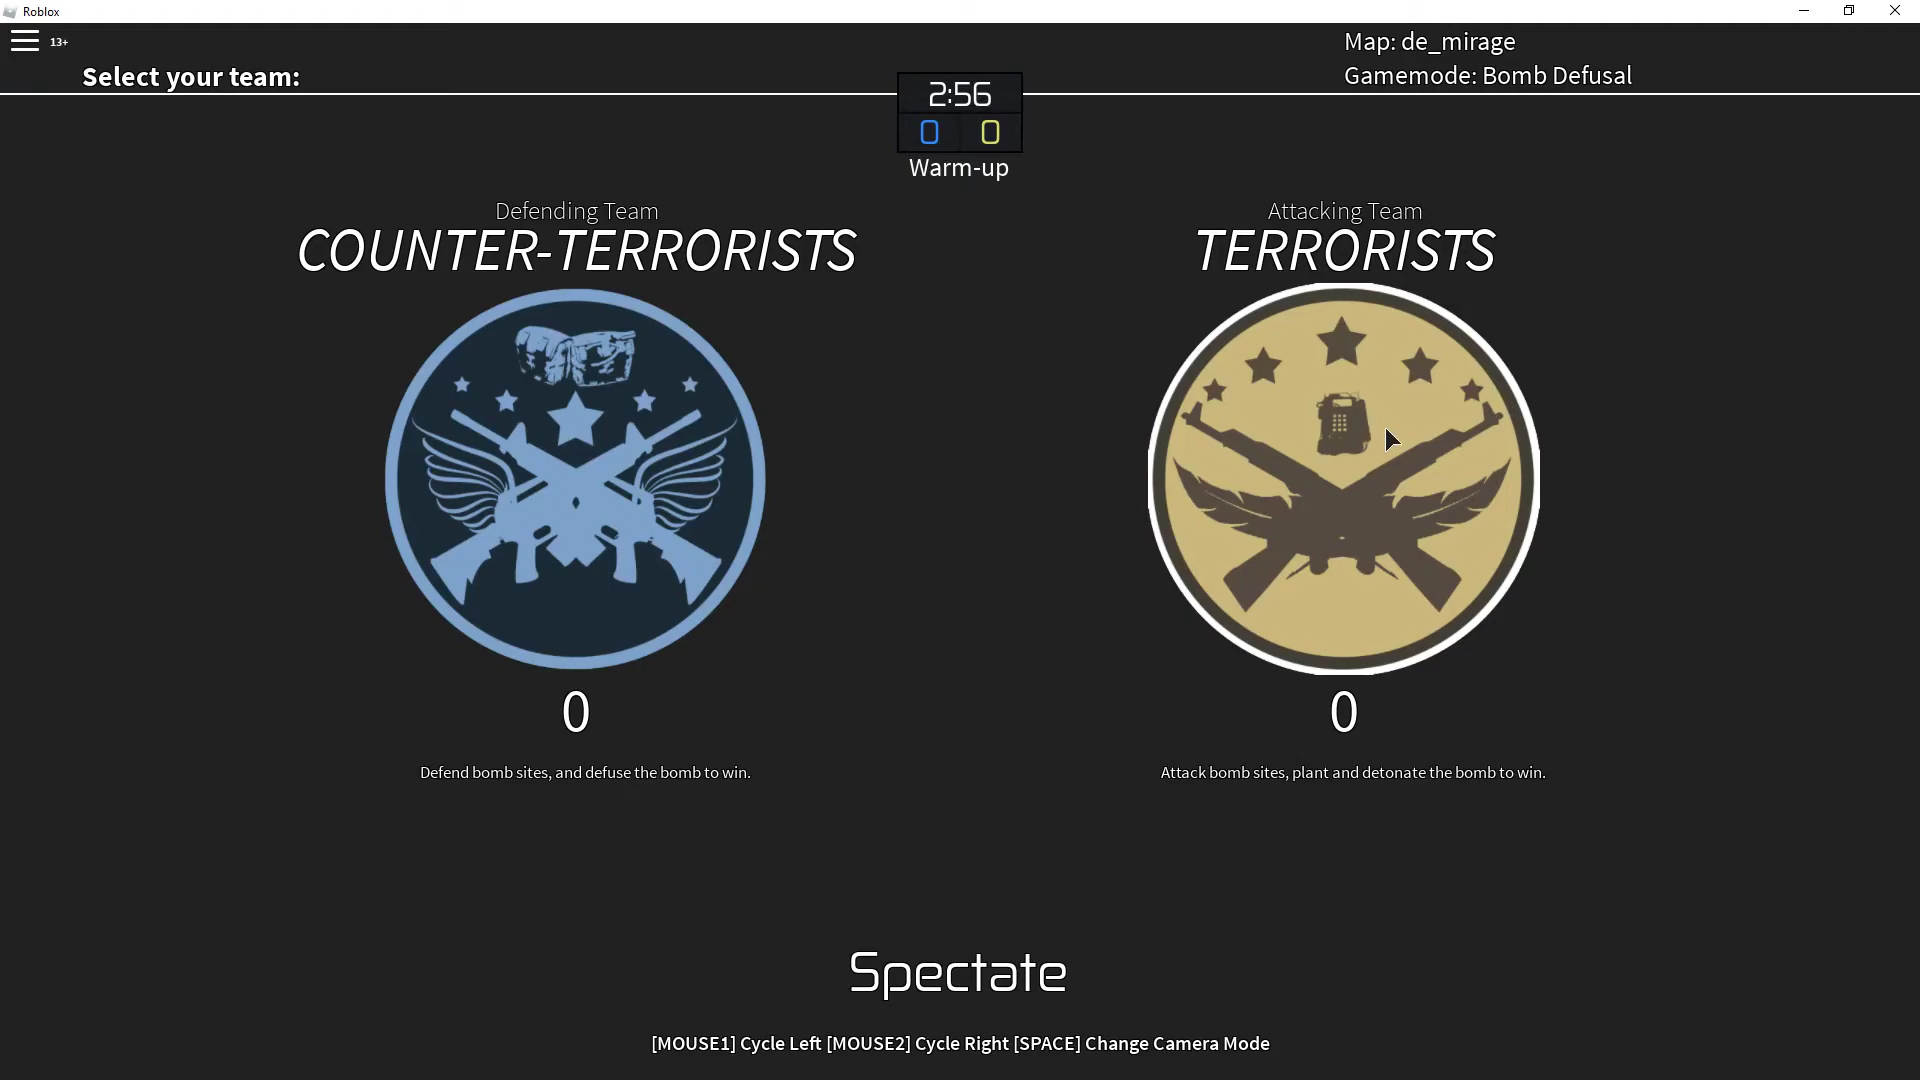 Roblox
13+
Map: de_mirage
Gamemode: Bomb Defusal
Select your team:
2:56
0 0
Warm-up
Defending Team
COUNTER-TERRORISTS
0
Defend bomb sites, and defuse the bomb to win.
Attacking Team
TERRORISTS
0
Attack bomb sites, plant and detonate the bomb to win.
Spectate
[MOUSE1] Cycle Left [MOUSE2] Cycle Right [SPACE] Change Camera Mode